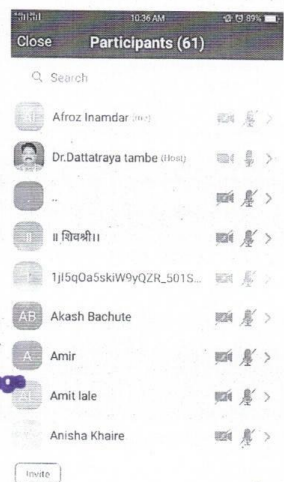 10:36 AM 89%
Close Participants (61)
Search
Afroz Inamdar (me)
Dr.Dattatraya tambe (Host)
..
॥ शिवश्री॥
1jI5qOa5skiW9yQZR_501S...
AB Akash Bachute
A Amir
Amit lale
Anisha Khaire
Invite